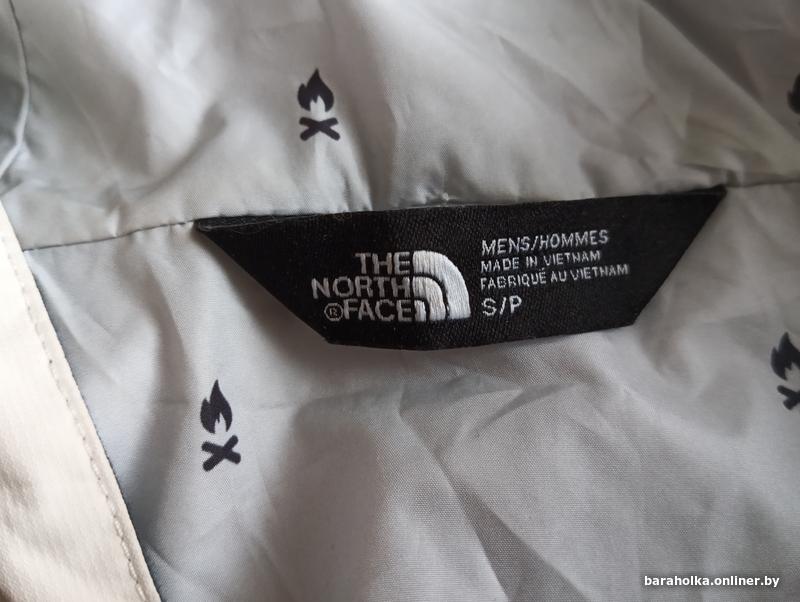 THE
NORTH
®FACE
MENS/HOMMES
MADE IN VIETNAM
FABRIQUÉ AU VIETNAM
S/P
baraholka.onliner.by